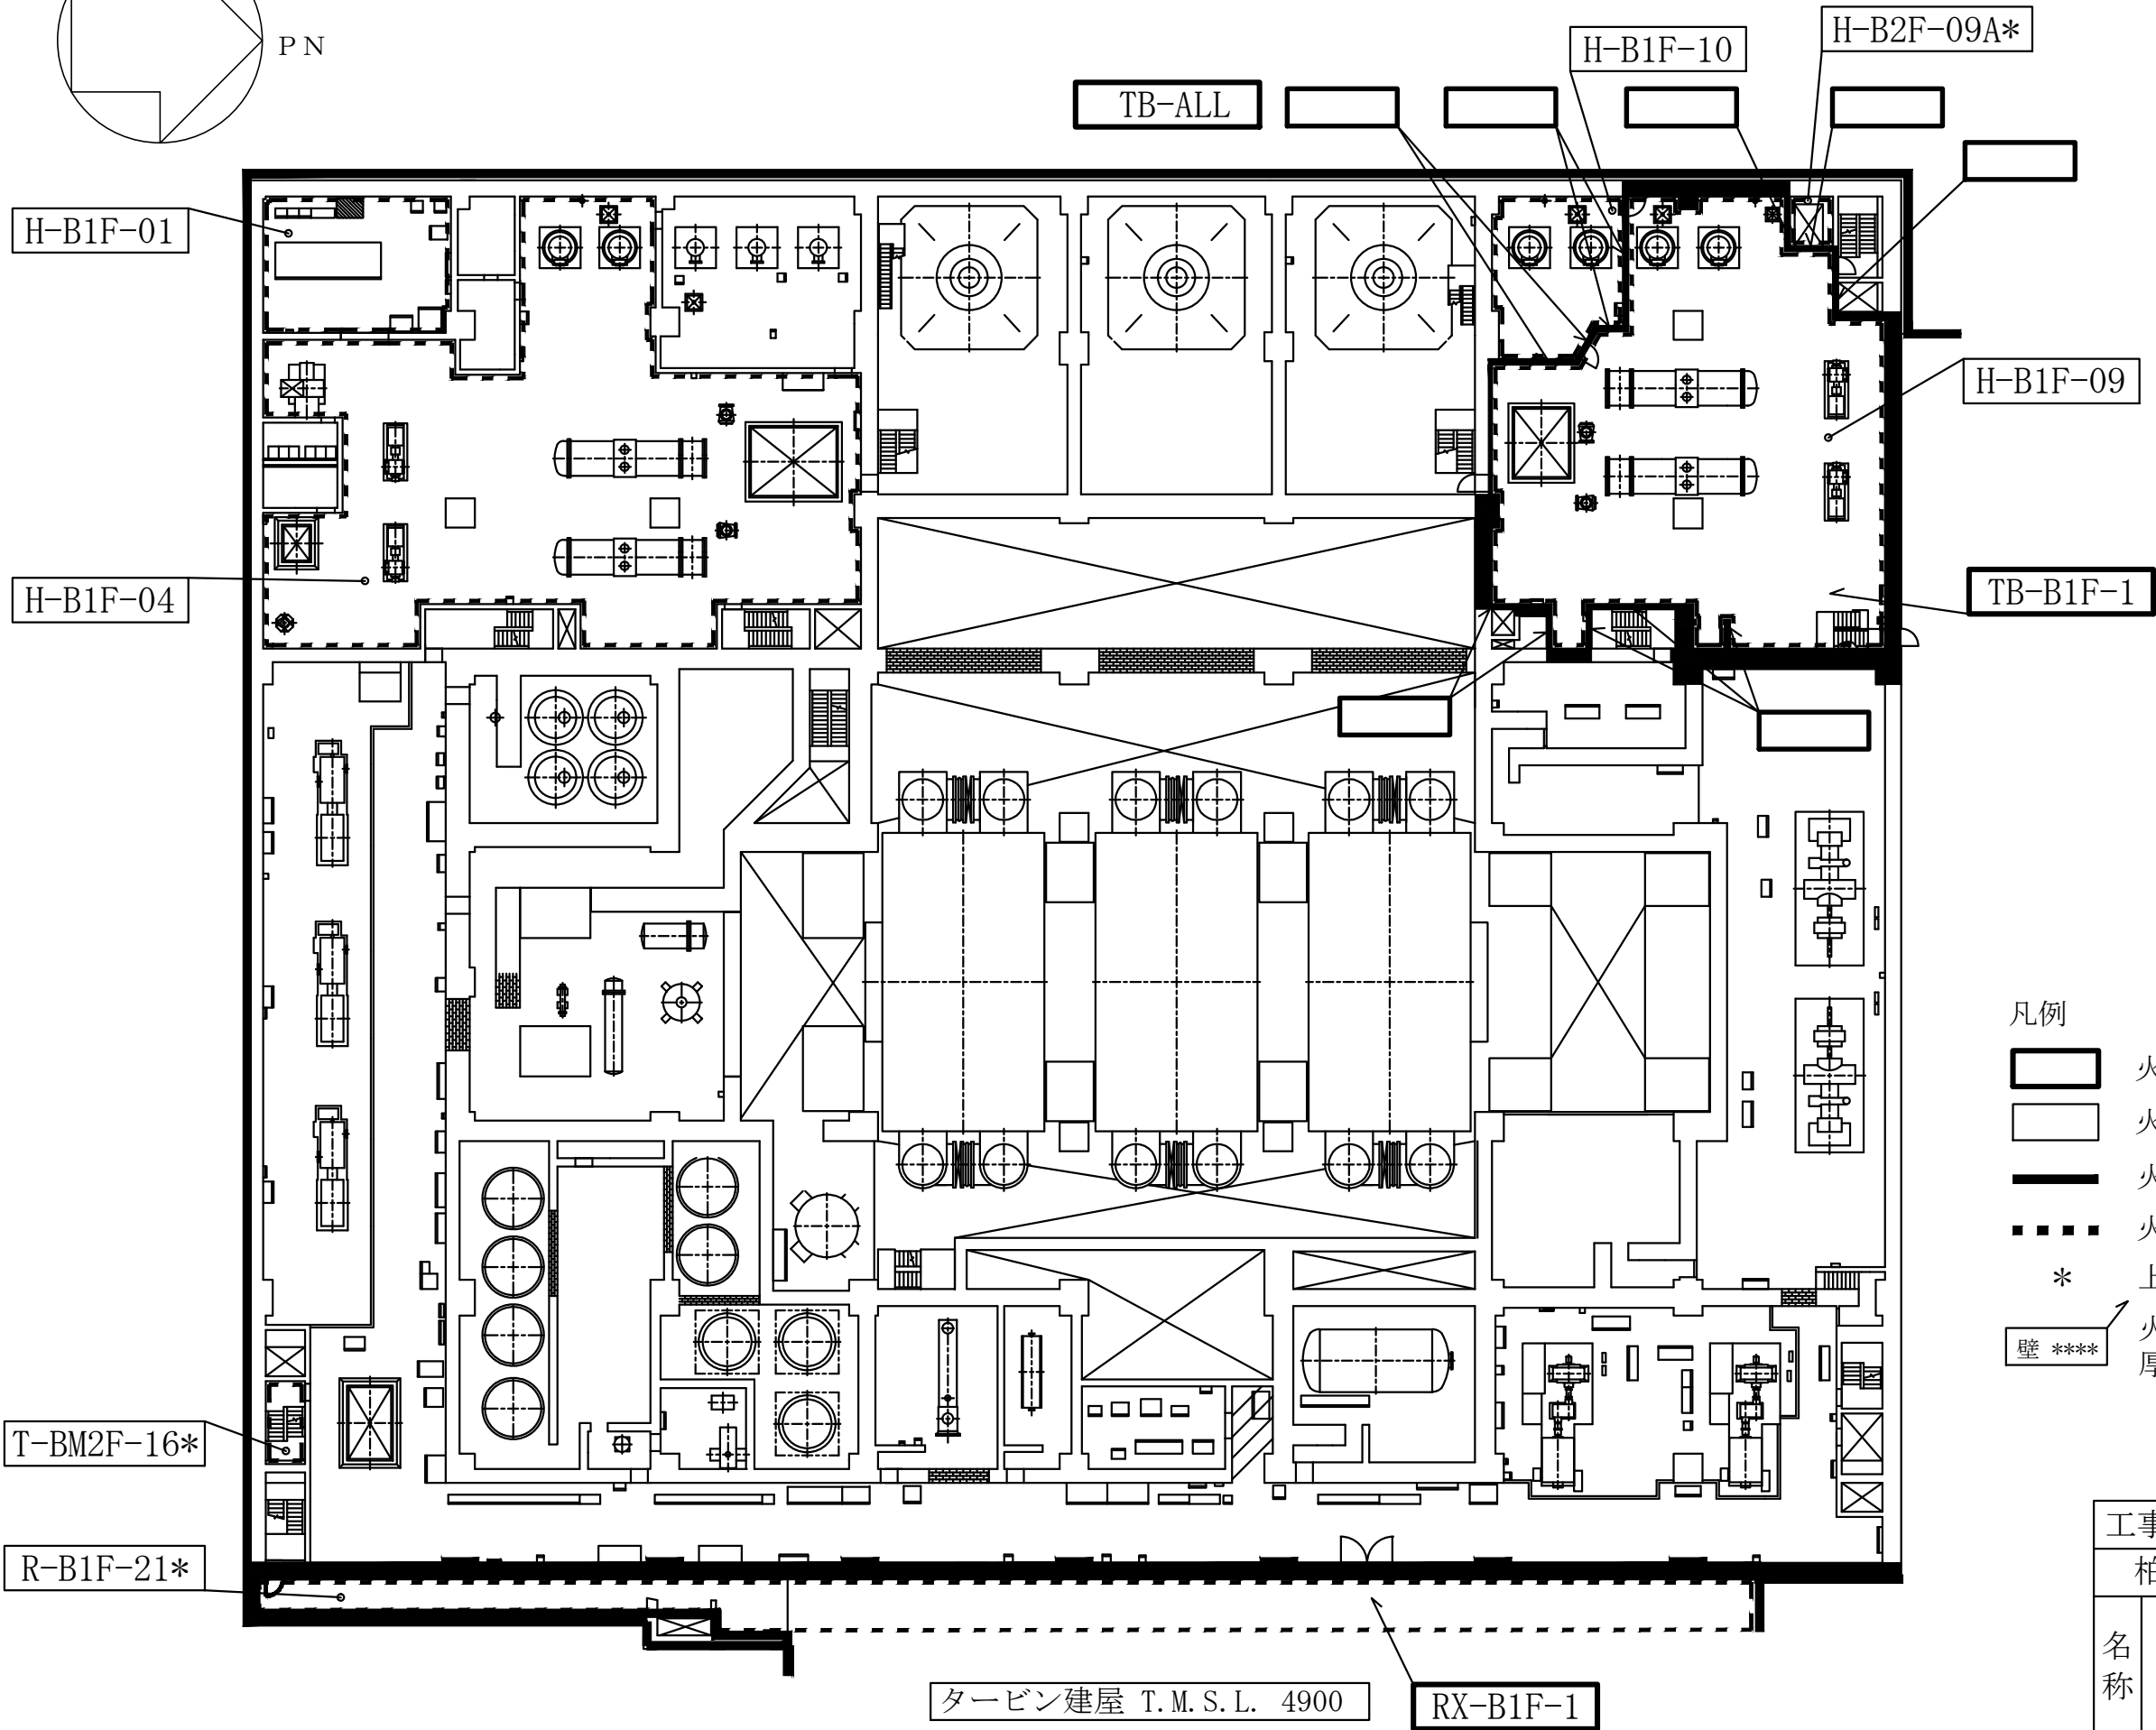 PN
H-B2F-09A*
H-B1F-10
TB-ALL
H-B1F-01
H-B1F-09
H-B1F-04
TB-B1F-1
凡例
火
火
火
火
*
上
火
壁 ****
厚
T-BM2F-16*
R-B1F-21*
工事
柏
名
称
タービン建屋 T.M.S.L. 4900
RX-B1F-1